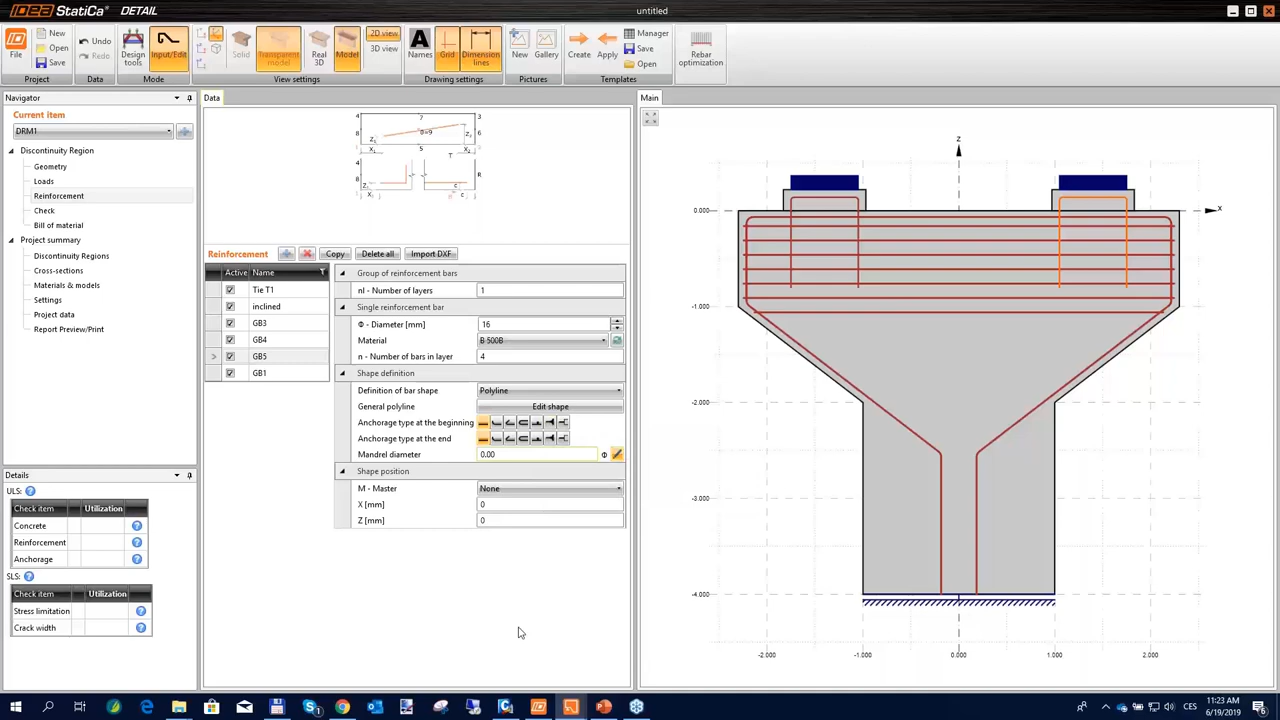 IDEA StatiCa DETAIL
untitled
File
New
Open
Save
Project
Undo
Redo
Data
Design tools
Input/Edit
Mode
Solid
Transparent model
Real 3D
Model
2D view
3D view
View settings
Names
Grid
Dimension lines
Drawing settings
New
Gallery
Pictures
Create
Apply
Manager
Save
Open
Templates
Rebar optimization
Navigator
Current item
DRM1
Discontinuity Region
Geometry
Loads
Reinforcement
Check
Bill of material
Project summary
Discontinuity Regions
Cross-sections
Materials & models
Settings
Project data
Report Preview/Print
Details
ULS:
Check item Utilization
Concrete
Reinforcement
Anchorage
SLS:
Check item Utilization
Stress limitation
Crack width
Data
Reinforcement Copy Delete all Import DXF
Active Name
Tie T1
inclined
GB3
GB4
GB5
GB1
Group of reinforcement bars
nl - Number of layers 1
Single reinforcement bar
Φ - Diameter [mm] 16
Material B 500B
n - Number of bars in layer 4
Shape definition
Definition of bar shape Polyline
General polyline Edit shape
Anchorage type at the beginning
Anchorage type at the end
Mandrel diameter 0.00 Φ
Shape position
M - Master None
X [mm] 0
Z [mm] 0
Main
z
0.000
x
-1.000
-2.000
-3.000
-4.000
-2.000 -1.000 0.000 1.000 2.000
CES
11:23 AM
6/19/2019